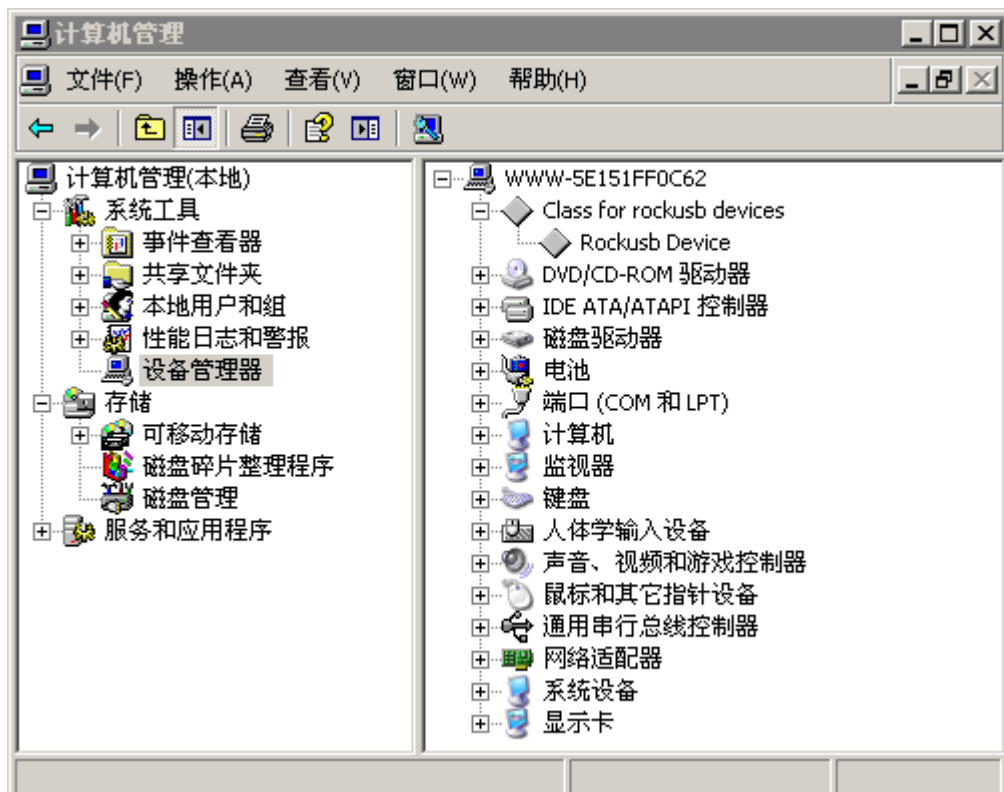 计算机管理
文件(F) 操作(A) 查看(V) 窗口(W) 帮助(H)
计算机管理(本地)
系统工具
事件查看器
共享文件夹
本地用户和组
性能日志和警报
设备管理器
存储
可移动存储
磁盘碎片整理程序
磁盘管理
服务和应用程序
WWW-5E151FF0C62
Class for rockusb devices
Rockusb Device
DVD/CD-ROM 驱动器
IDE ATA/ATAPI 控制器
磁盘驱动器
电池
端口 (COM 和 LPT)
计算机
监视器
键盘
人体学输入设备
声音、视频和游戏控制器
鼠标和其它指针设备
通用串行总线控制器
网络适配器
系统设备
显示卡